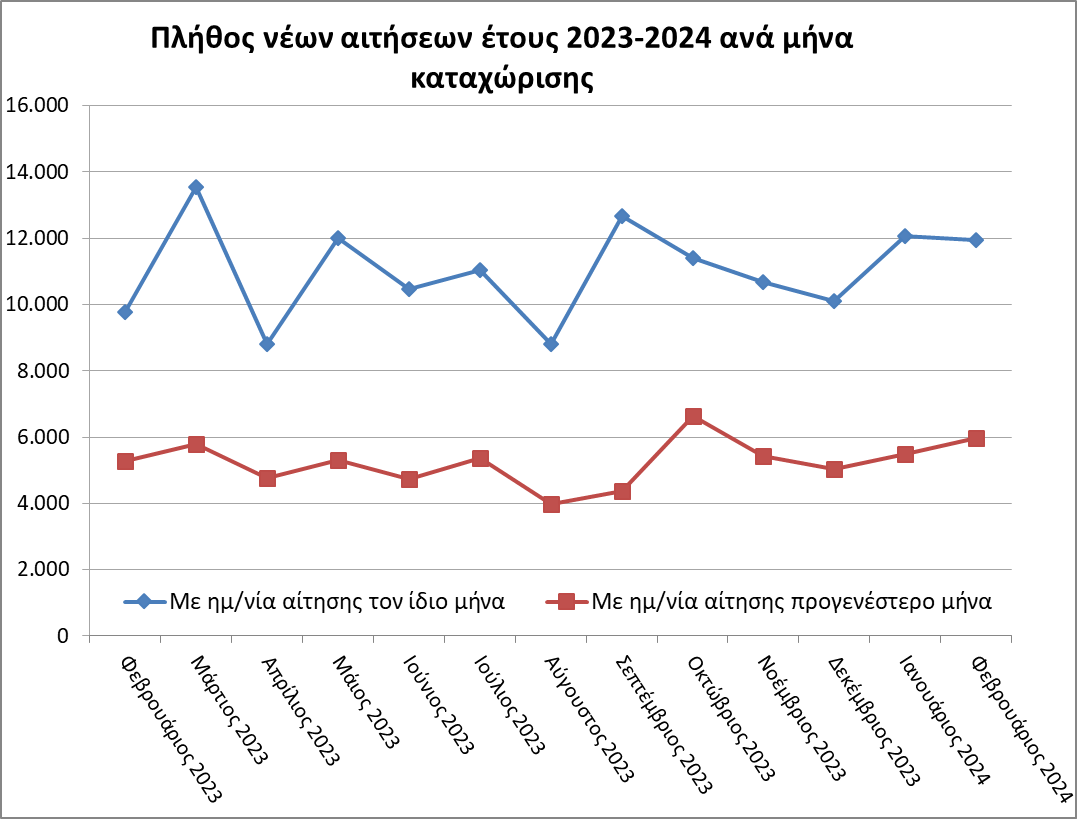 Πλήθος νέων αιτήσεων έτους 2023-2024 ανά μήνα
καταχώρισης
16.000
14.000
12.000
10.000
8.000
6.000
4.000
2.000
0
Με ημ/νία αίτησης τον ίδιο μήνα
Με ημ/νία αίτησης προγενέστερο μήνα
Φεβρουάριος 2023
Μάρτιος 2023
Απρίλιος 2023
Μάιος 2023
Ιούνιος 2023
Ιούλιος 2023
Αύγουστος 2023
Σεπτέμβριος 2023
Οκτώβριος 2023
Νοέμβριος 2023
Δεκέμβριος 2023
Ιανουάριος 2024
Φεβρουάριος 2024